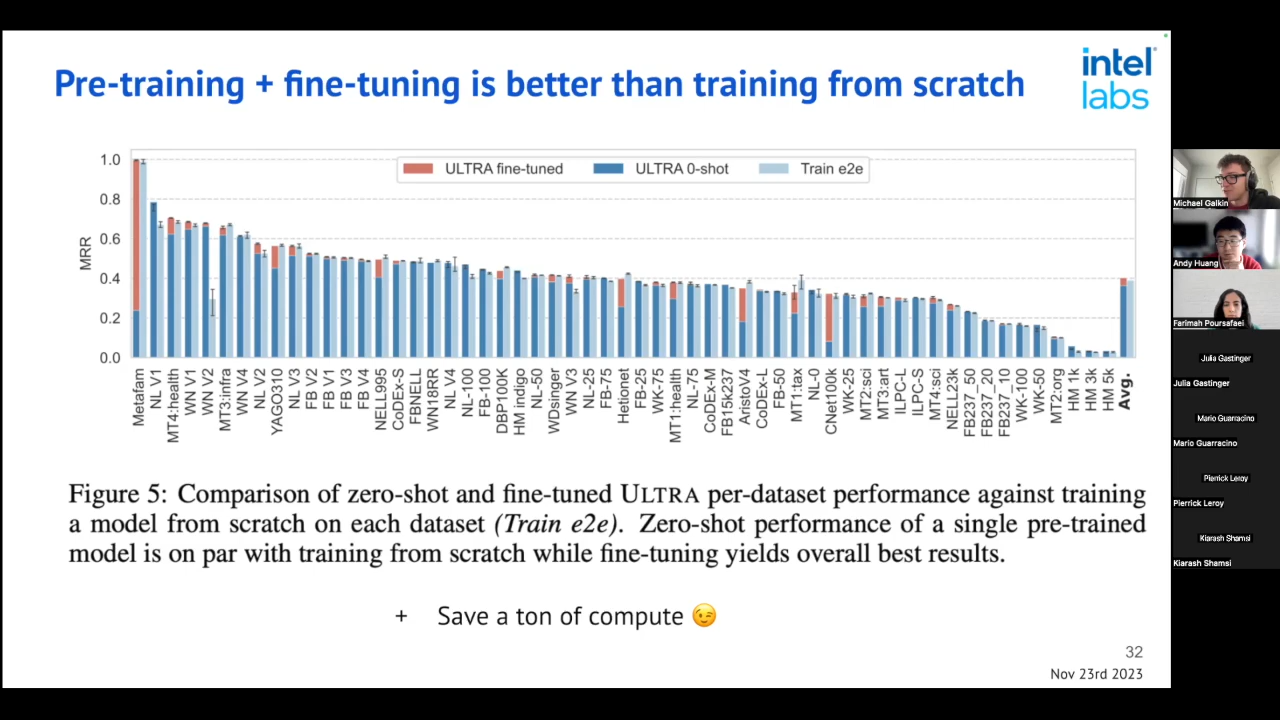 Pre-training + fine-tuning is better than training from scratch
intel
labs
ULTRA fine-tuned
ULTRA 0-shot
Train e2e
MRR
1.0
0.8
0.6
0.4
0.2
0.0
Metafam
NL V1
MT4:health
WN V1
WN V2
MT3:infra
WN V4
NL V2
YAGO310
NL V3
FB V2
FB V1
FB V3
FB V4
NELL995
CoDEx-S
FBNELL
WN18RR
NL V4
NL-100
FB-100
DBP100K
HM indigo
NL-50
WDsinger
WN V3
NL-25
FB-75
Hetionet
FB-25
WK-75
MT1:health
NL-75
CoDEx-M
FB15k237
AristoV4
CoDEx-L
FB-50
MT1:tax
NL-0
CNet100k
WK-25
MT2:sci
MT3:art
ILPC-L
ILPC-S
MT4:sci
NELL23k
FB237_50
FB237_20
FB237_10
WK-100
WK-50
MT2:org
HM 1k
HM 3k
HM 5k
Avg.
Figure 5: Comparison of zero-shot and fine-tuned ULTRA per-dataset performance against training
a model from scratch on each dataset (Train e2e). Zero-shot performance of a single pre-trained
model is on par with training from scratch while fine-tuning yields overall best results.
+ Save a ton of compute 😉
32
Nov 23rd 2023
Michael Galkin
Andy Huang
Farimah Poursafaei
Julia Gastinger
Julia Gastinger
Mario Guarracino
Mario Guarracino
Pierrick Leroy
Pierrick Leroy
Kiarash Shamsi
Kiarash Shamsi